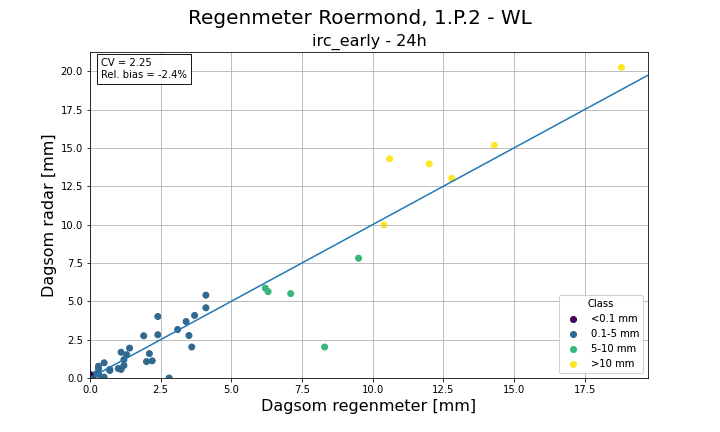 Regenmeter Roermond, 1.P.2 - WL
irc_early - 24h
CV = 2.25
Rel. bias = -2.4%
20.0
17.5
15.0
12.5
10.0
7.5
5.0
2.5
0.0
Dagsom radar [mm]
Class
<0.1 mm
0.1-5 mm
5-10 mm
>10 mm
0.0 2.5 5.0 7.5 10.0 12.5 15.0 17.5
Dagsom regenmeter [mm]